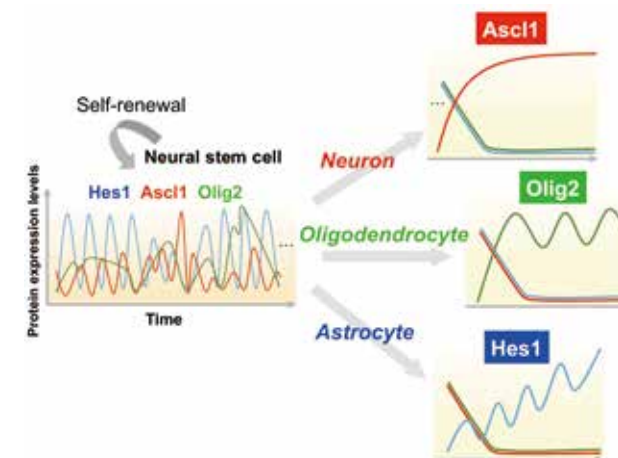 Ascl1
Self-renewal
Neural stem cell
Neuron
Hes1 Ascl1 Olig2
Olig2
Oligodendrocyte
Protein expression levels
Time
Astrocyte
Hes1